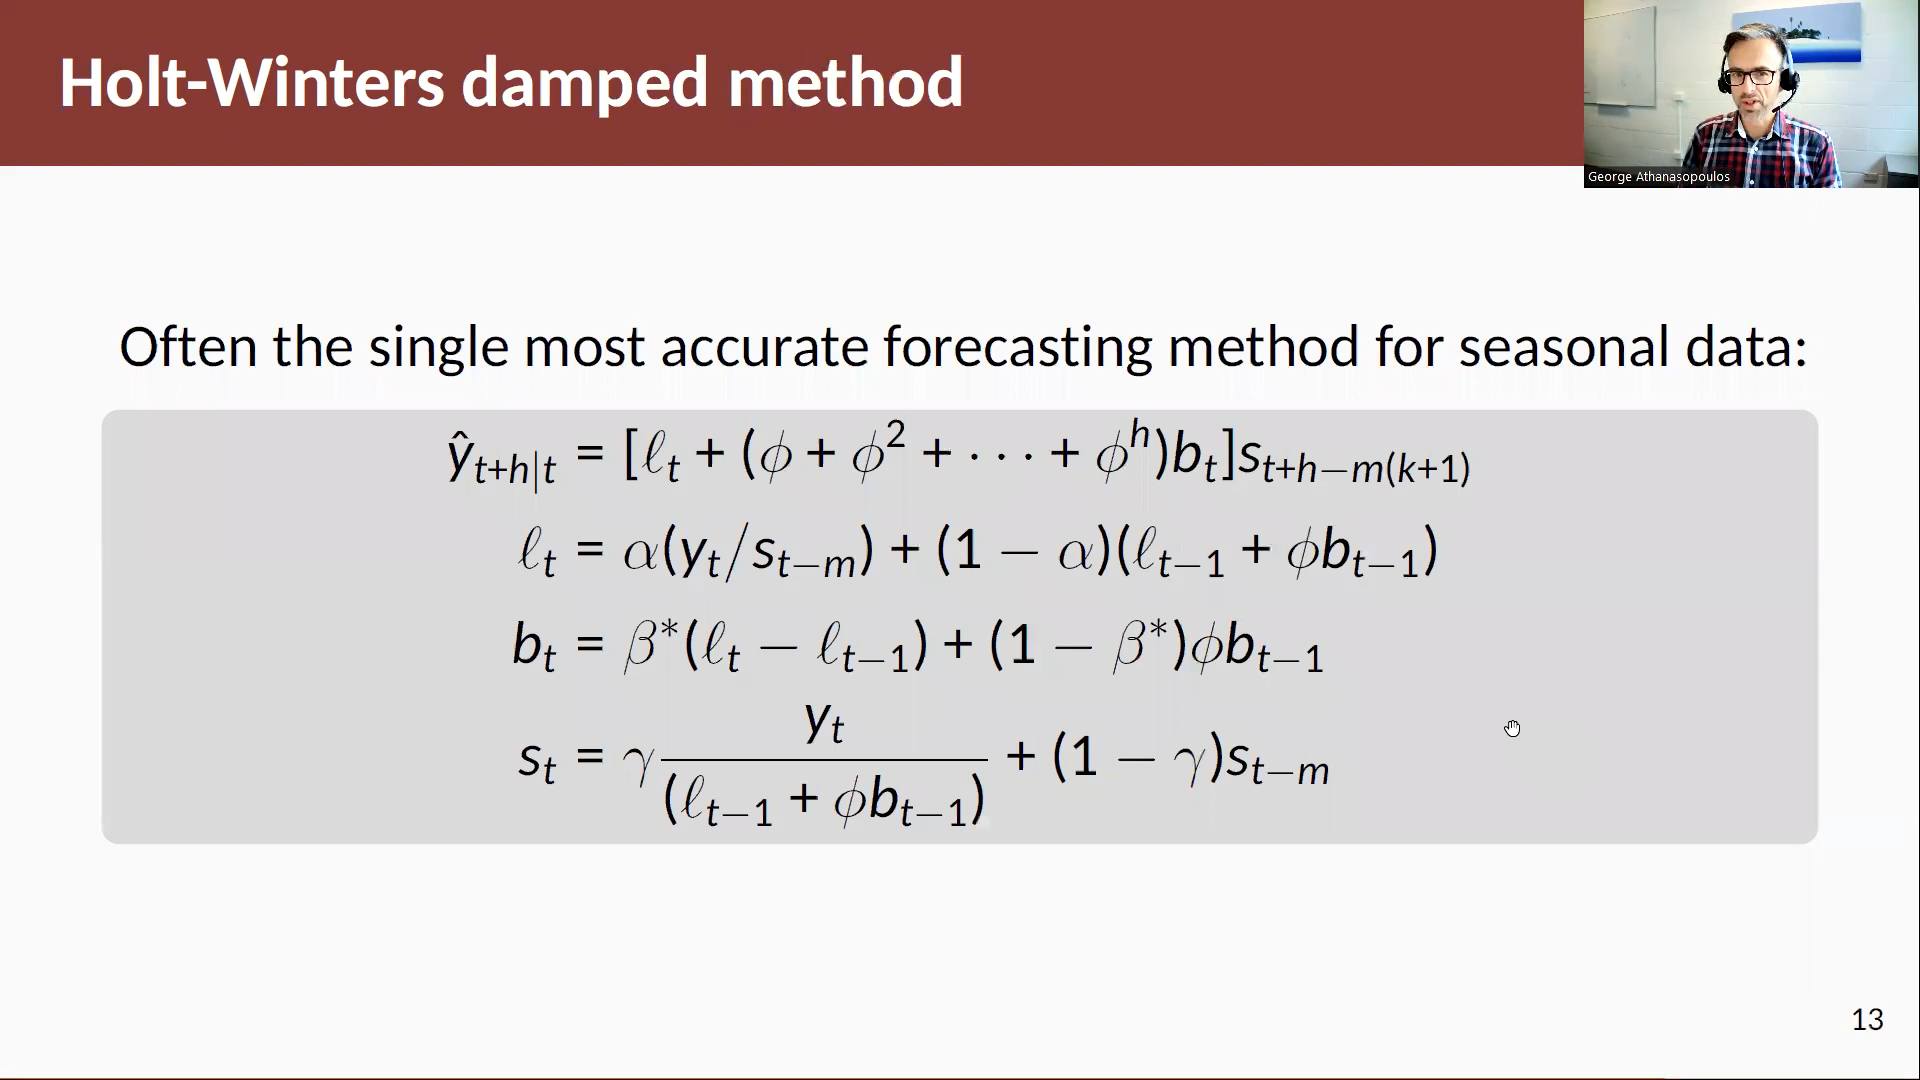 Holt-Winters damped method
George Athanasopoulos
Often the single most accurate forecasting method for seasonal data:
ŷ_{t+h|t} = [ℓ_t + (ϕ + ϕ² + ··· + ϕ^h)b_t]s_{t+h−m(k+1)}
ℓ_t = α(y_t/s_{t−m}) + (1 − α)(ℓ_{t−1} + ϕb_{t−1})
b_t = β*(ℓ_t − ℓ_{t−1}) + (1 − β*)ϕb_{t−1}
s_t = γ y_t/(ℓ_{t−1} + ϕb_{t−1}) + (1 − γ)s_{t−m}
13